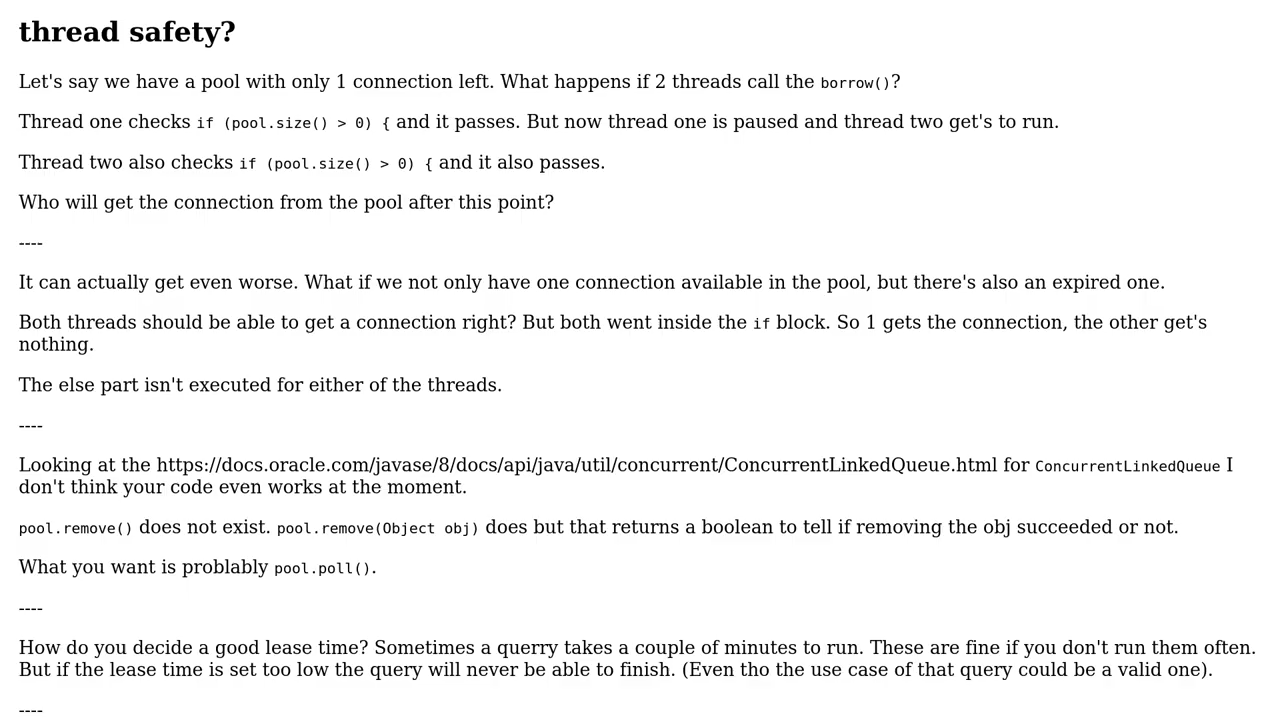 thread safety?
Let's say we have a pool with only 1 connection left. What happens if 2 threads call the borrow()?
Thread one checks if (pool.size() > 0) { and it passes. But now thread one is paused and thread two get's to run.
Thread two also checks if (pool.size() > 0) { and it also passes.
Who will get the connection from the pool after this point?
----
It can actually get even worse. What if we not only have one connection available in the pool, but there's also an expired one.
Both threads should be able to get a connection right? But both went inside the if block. So 1 gets the connection, the other get's
nothing.
The else part isn't executed for either of the threads.
----
Looking at the https://docs.oracle.com/javase/8/docs/api/java/util/concurrent/ConcurrentLinkedQueue.html for ConcurrentLinkedQueue I
don't think your code even works at the moment.
pool.remove() does not exist. pool.remove(Object obj) does but that returns a boolean to tell if removing the obj succeeded or not.
What you want is problably pool.poll().
----
How do you decide a good lease time? Sometimes a querry takes a couple of minutes to run. These are fine if you don't run them often.
But if the lease time is set too low the query will never be able to finish. (Even tho the use case of that query could be a valid one).
----